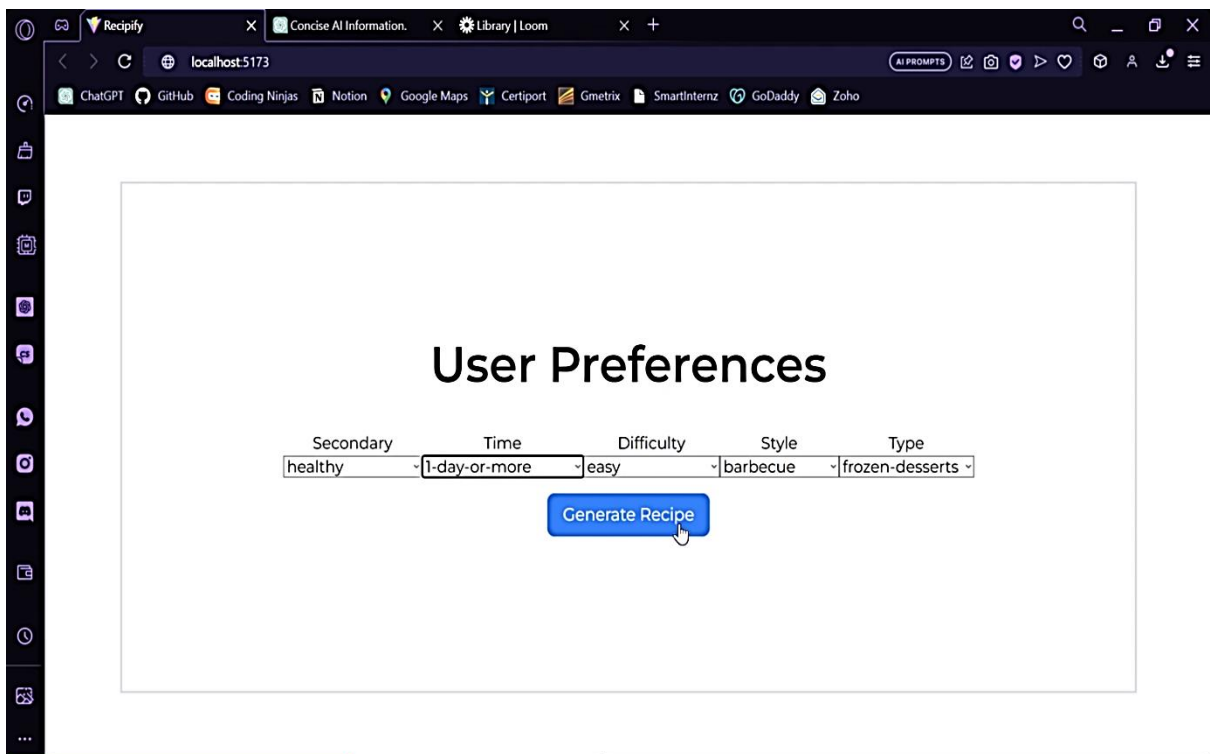 Recipify Concise AI Information. Library | Loom
localhost:5173 AI PROMPTS
ChatGPT GitHub Coding Ninjas Notion Google Maps Certiport Gmetrix SmartInternz GoDaddy Zoho
User Preferences
Secondary Time Difficulty Style Type
healthy 1-day-or-more easy barbecue frozen-desserts
Generate Recipe